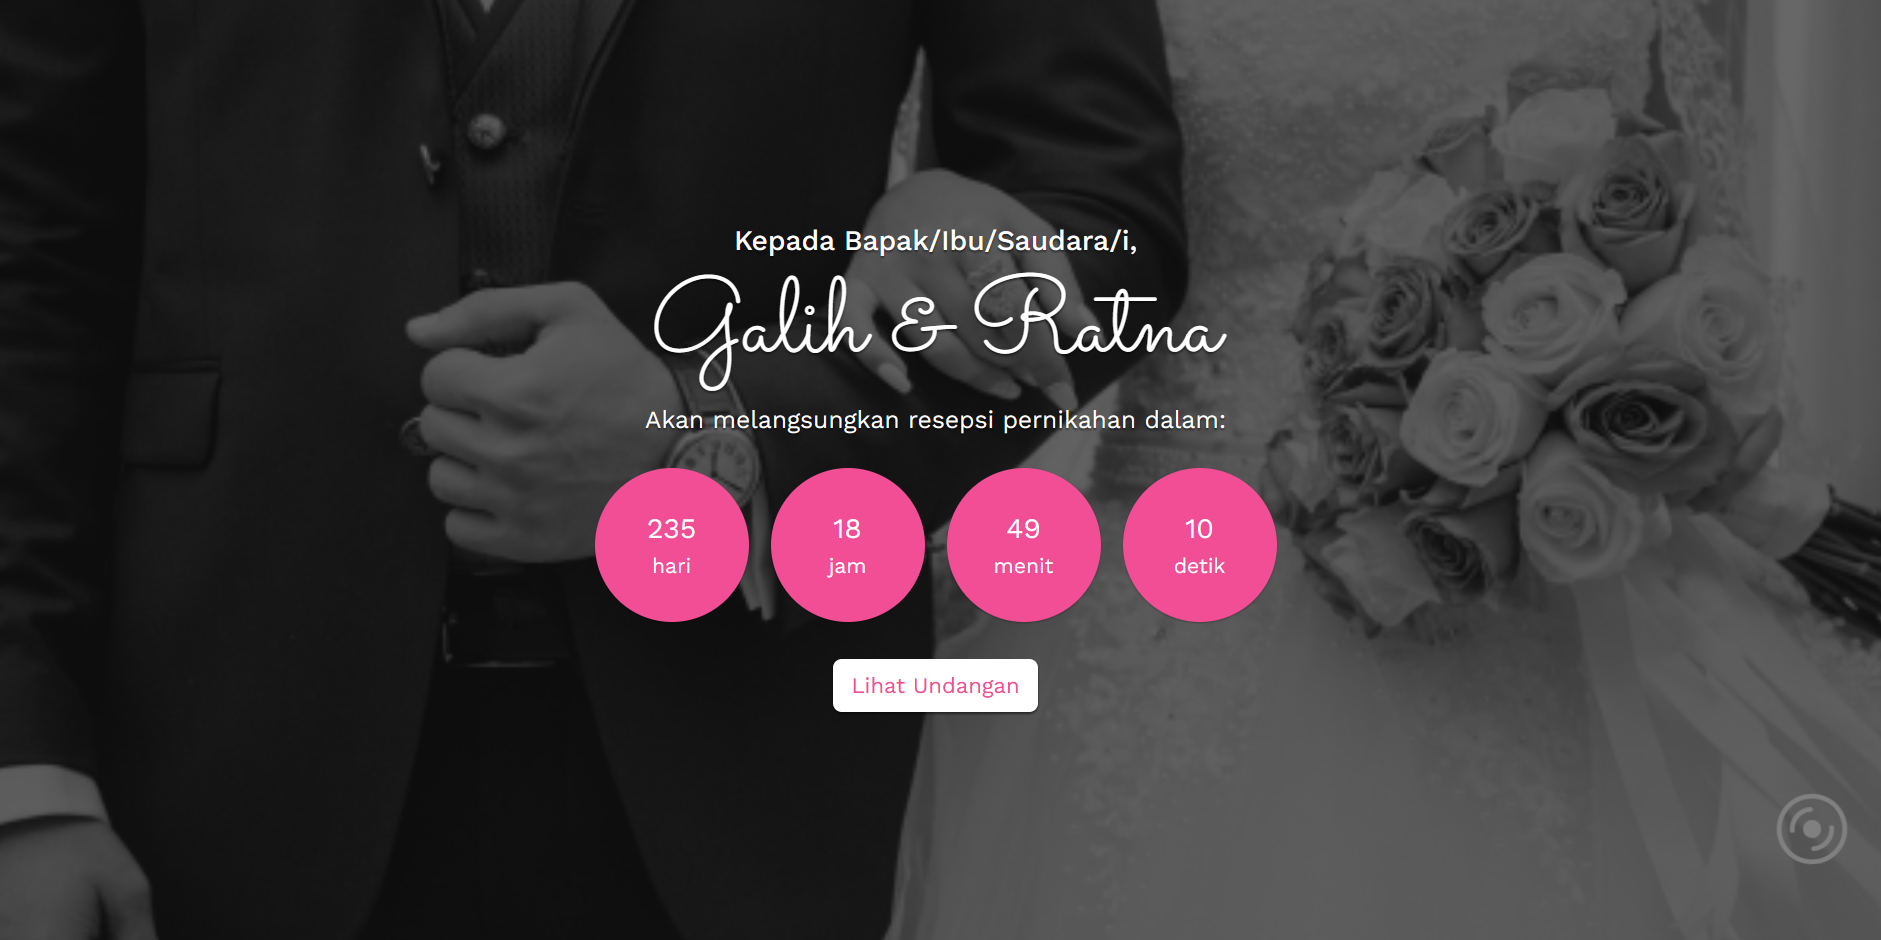 Kepada Bapak/Ibu/Saudara/i,
Galih & Ratna
Akan melangsungkan resepsi pernikahan dalam:
235 18 49 10
hari jam menit detik
Lihat Undangan